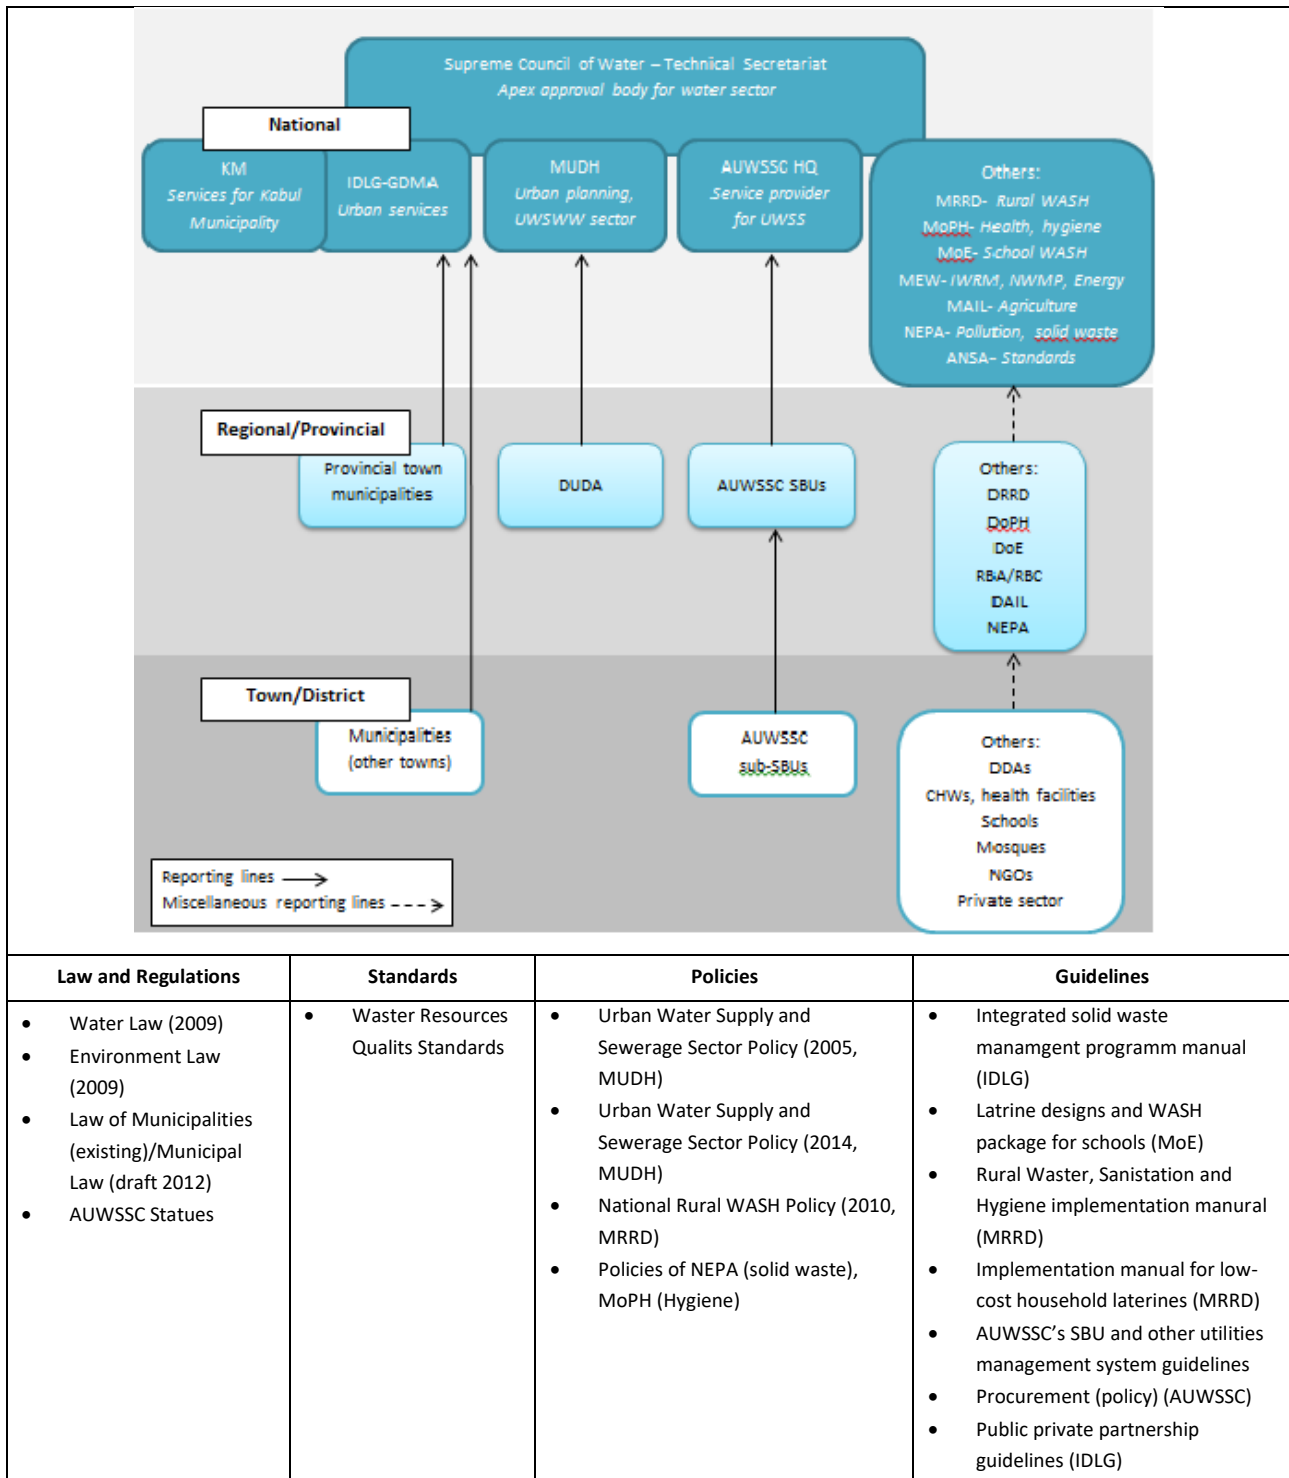 Supreme Council of Water – Technical Secretariat
Apex approval body for water sector
National
KM
Services for Kabul
Municipality
IDLG-GDMA
Urban services
MUDH
Urban planning,
UWSWW sector
AUWSSC HQ
Service provider
for UWSS
Others:
MRRD- Rural WASH
MoPH- Health, hygiene
MoE- School WASH
MEW- IWRM, NWMP, Energy
MAIL- Agriculture
NEPA- Pollution, solid waste
ANSA– Standards
Regional/Provincial
Provincial town
municipalities
DUDA
AUWSSC SBUs
Others:
DRRD
DoPH
DoE
RBA/RBC
DAIL
NEPA
Town/District
Municipalities
(other towns)
AUWSSC
sub-SBUs
Others:
DDAs
CHWs, health facilities
Schools
Mosques
NGOs
Private sector
Reporting lines
Miscellaneous reporting lines
Law and Regulations
• Water Law (2009)
• Environment Law
(2009)
• Law of Municipalities
(existing)/Municipal
Law (draft 2012)
• AUWSSC Statues
Standards
• Waster Resources
Qualits Standards
Policies
• Urban Water Supply and
Sewerage Sector Policy (2005,
MUDH)
• Urban Water Supply and
Sewerage Sector Policy (2014,
MUDH)
• National Rural WASH Policy (2010,
MRRD)
• Policies of NEPA (solid waste),
MoPH (Hygiene)
Guidelines
• Integrated solid waste
manamgent programm manual
(IDLG)
• Latrine designs and WASH
package for schools (MoE)
• Rural Waster, Sanistation and
Hygiene implementation manural
(MRRD)
• Implementation manual for low-
cost household laterines (MRRD)
• AUWSSC’s SBU and other utilities
management system guidelines
• Procurement (policy) (AUWSSC)
• Public private partnership
guidelines (IDLG)